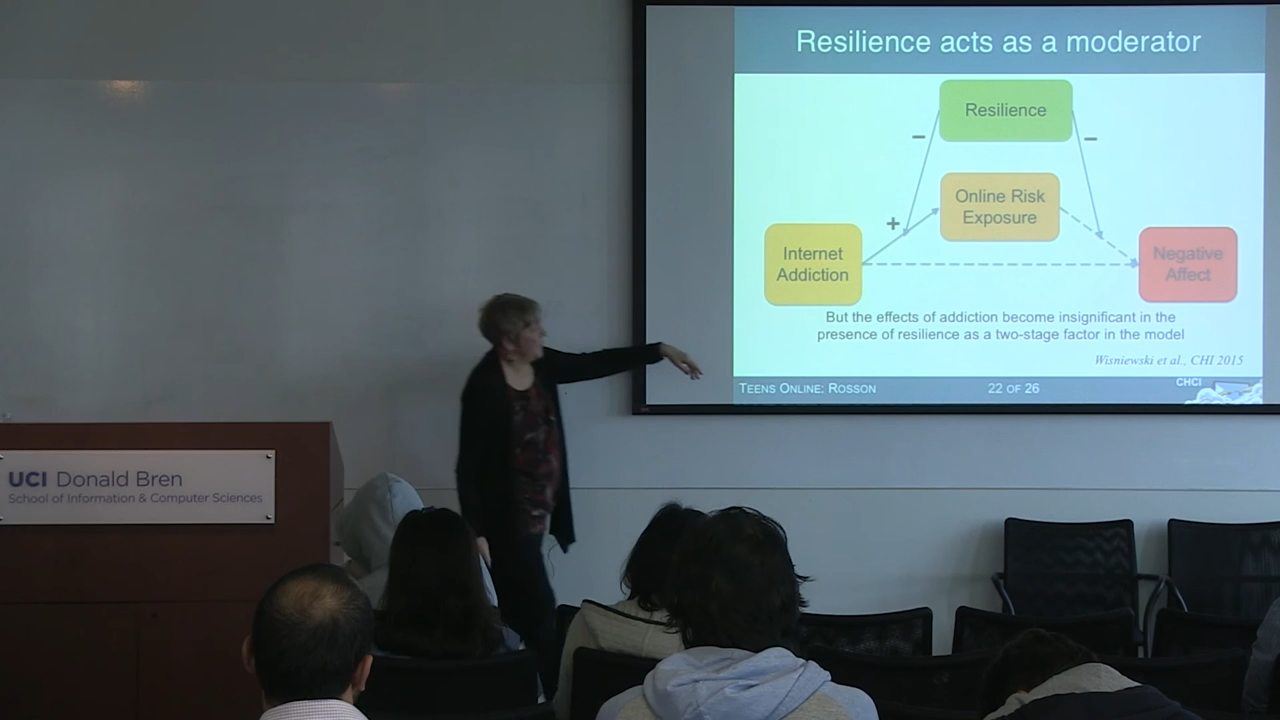 Resilience acts as a moderator
Resilience
–
–
Online Risk
Exposure
+
Internet
Addiction
Negative
Affect
But the effects of addiction become insignificant in the
presence of resilience as a two-stage factor in the model
Wisniewski et al., CHI 2015
TEENS ONLINE: ROSSON
22 OF 26
CHCI
UCI Donald Bren
School of Information & Computer Sciences